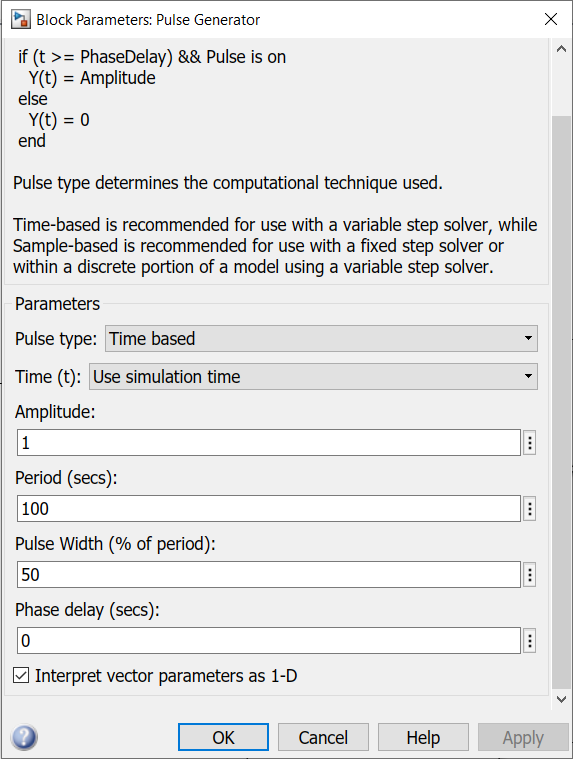 Block Parameters: Pulse Generator
if (t >= PhaseDelay) && Pulse is on
Y(t) = Amplitude
else
Y(t) = 0
end
Pulse type determines the computational technique used.
Time-based is recommended for use with a variable step solver, while
Sample-based is recommended for use with a fixed step solver or
within a discrete portion of a model using a variable step solver.
Parameters
Pulse type: Time based
Time (t): Use simulation time
Amplitude:
1
Period (secs):
100
Pulse Width (% of period):
50
Phase delay (secs):
0
Interpret vector parameters as 1-D
? OK Cancel Help Apply